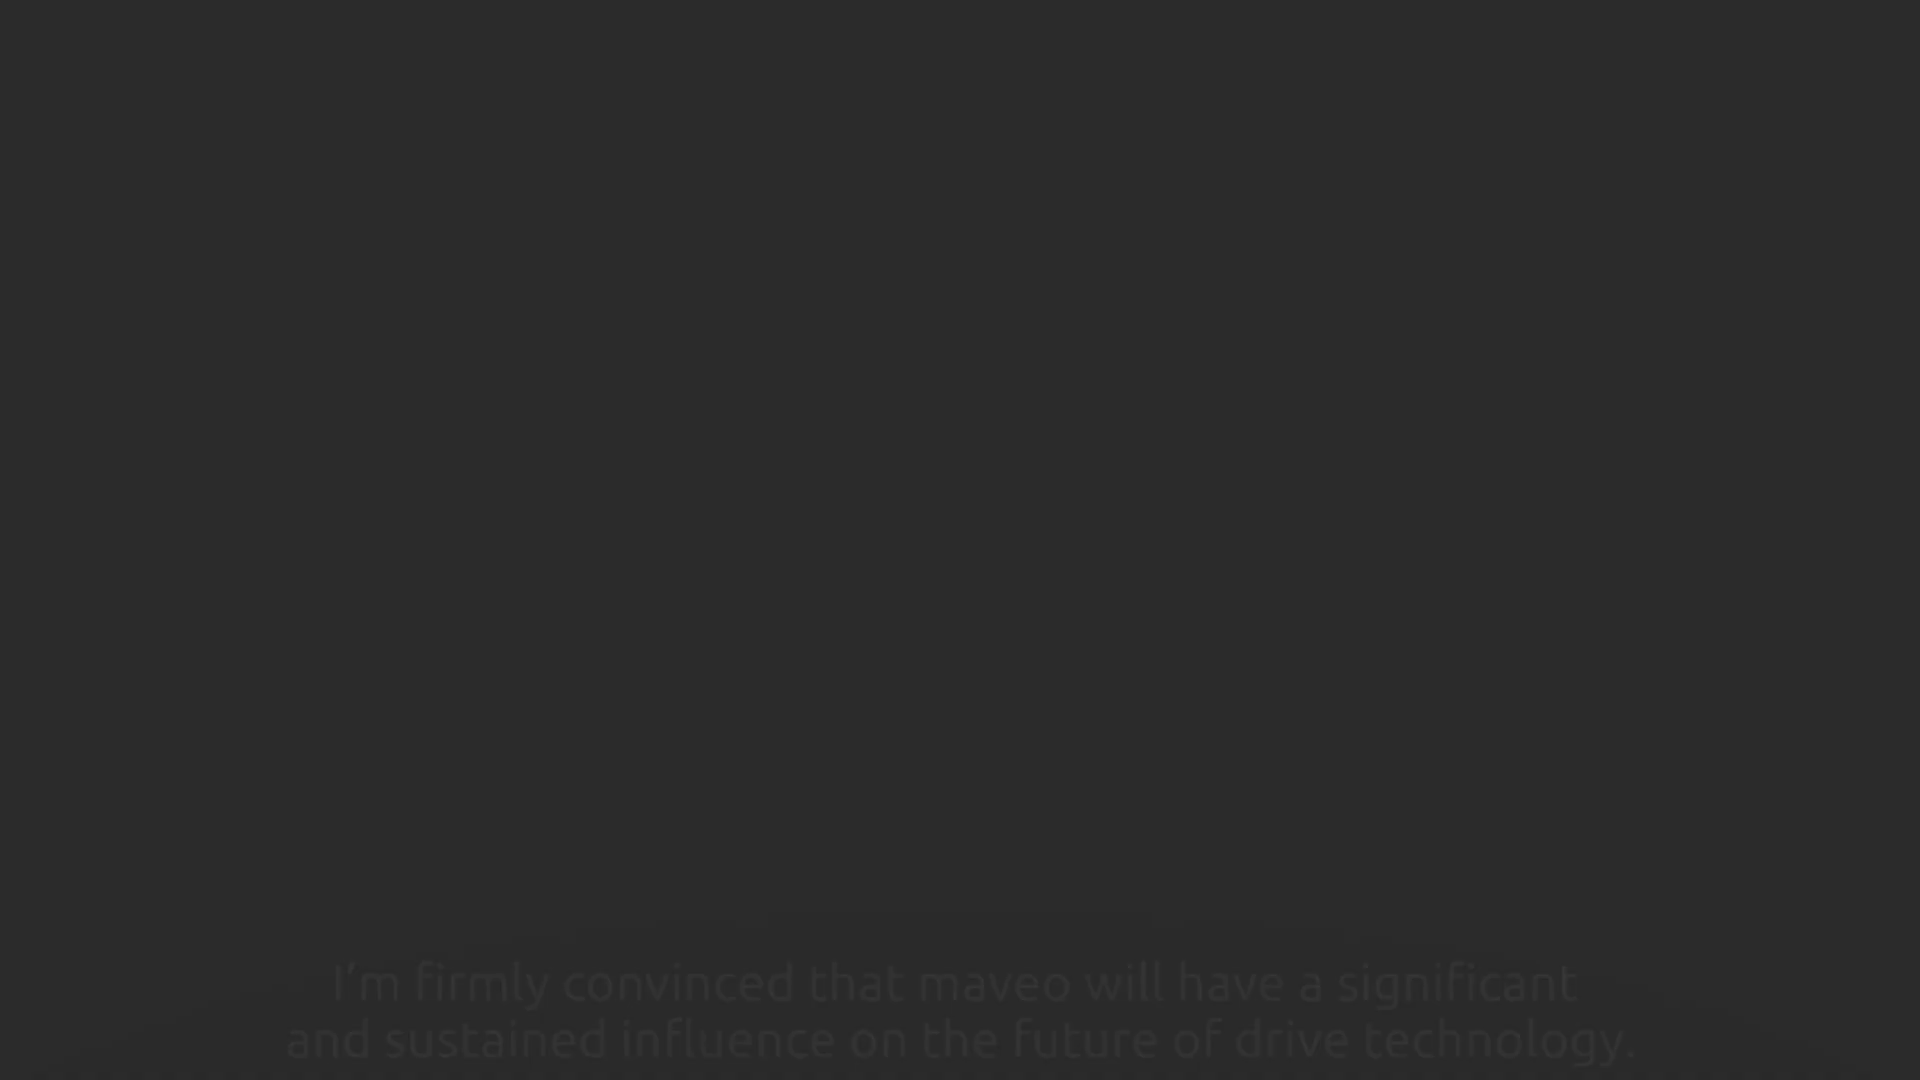 I’m firmly convinced that maveo will have a significant
and sustained influence on the future of drive technology.